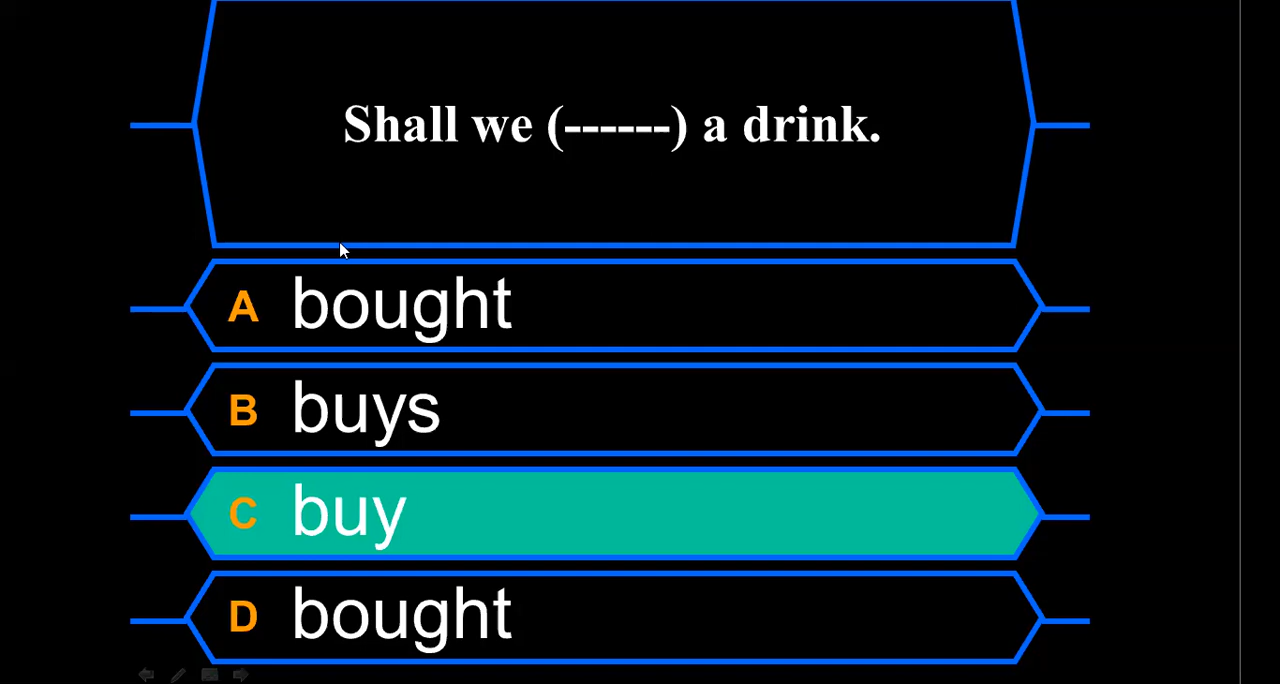 Shall we (------) a drink.
A bought
B buys
C buy
D bought